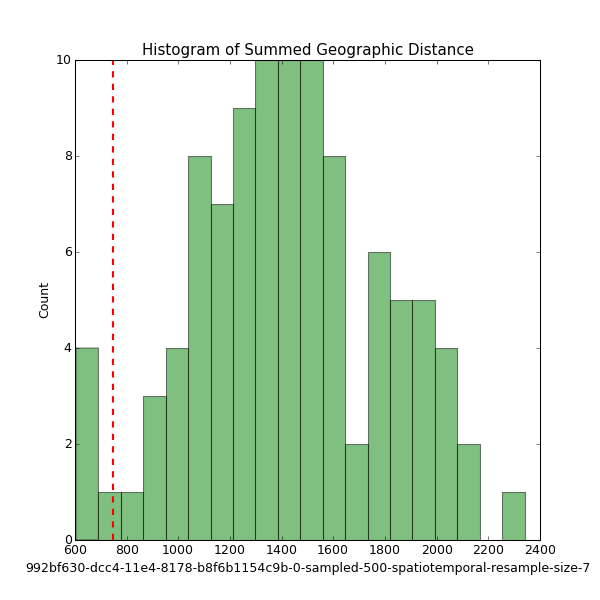 Histogram of Summed Geographic Distance
10
8
6
4
2
0
Count
600 800 1000 1200 1400 1600 1800 2000 2200 2400
992bf630-dcc4-11e4-8178-b8f6b1154c9b-0-sampled-500-spatiotemporal-resample-size-7